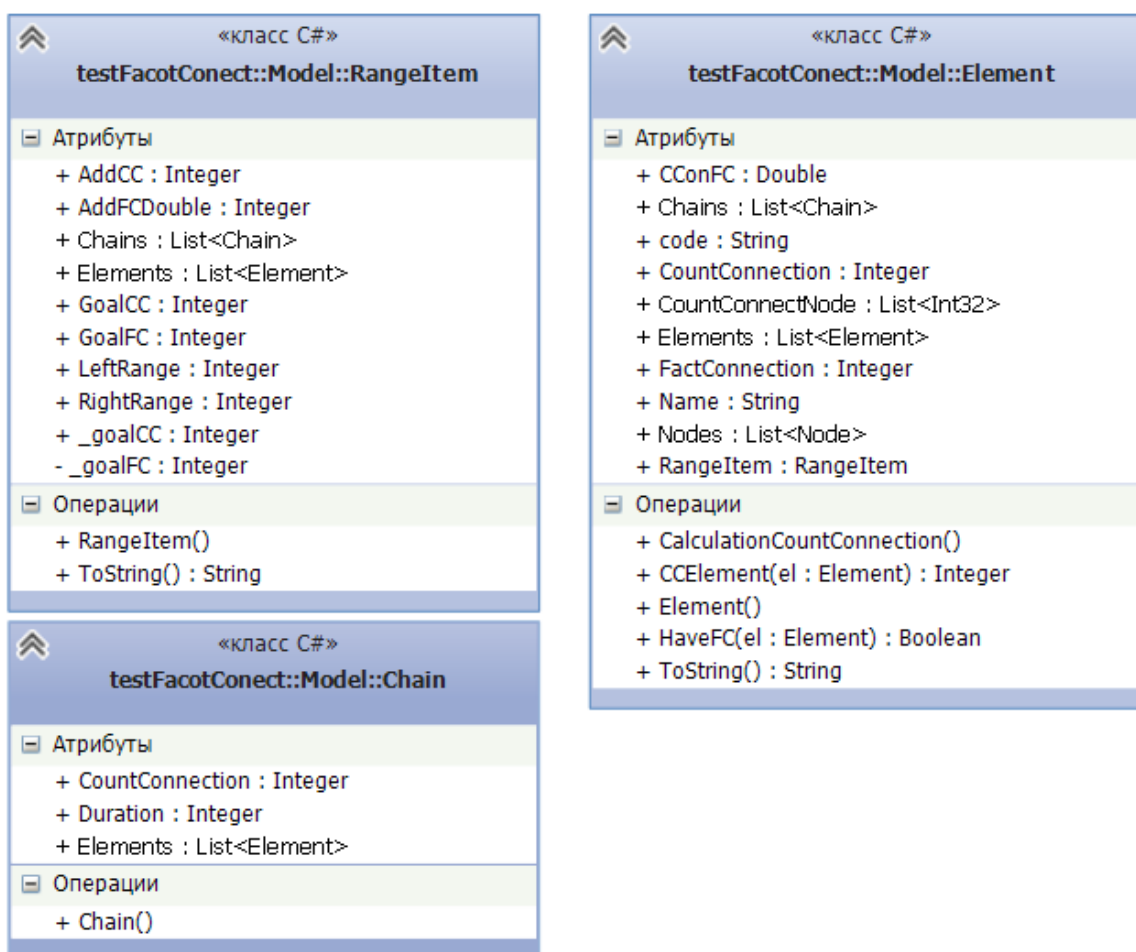 «класс C#»
testFacotConect::Model::RangeItem
Атрибуты
+ AddCC : Integer
+ AddFCDouble : Integer
+ Chains : List<Chain>
+ Elements : List<Element>
+ GoalCC : Integer
+ GoalFC : Integer
+ LeftRange : Integer
+ RightRange : Integer
+ _goalCC : Integer
- _goalFC : Integer
Операции
+ RangeItem()
+ ToString() : String
«класс C#»
testFacotConect::Model::Chain
Атрибуты
+ CountConnection : Integer
+ Duration : Integer
+ Elements : List<Element>
Операции
+ Chain()
«класс C#»
testFacotConect::Model::Element
Атрибуты
+ CConFC : Double
+ Chains : List<Chain>
+ code : String
+ CountConnection : Integer
+ CountConnectNode : List<Int32>
+ Elements : List<Element>
+ FactConnection : Integer
+ Name : String
+ Nodes : List<Node>
+ RangeItem : RangeItem
Операции
+ CalculationCountConnection()
+ CCElement(el : Element) : Integer
+ Element()
+ HaveFC(el : Element) : Boolean
+ ToString() : String